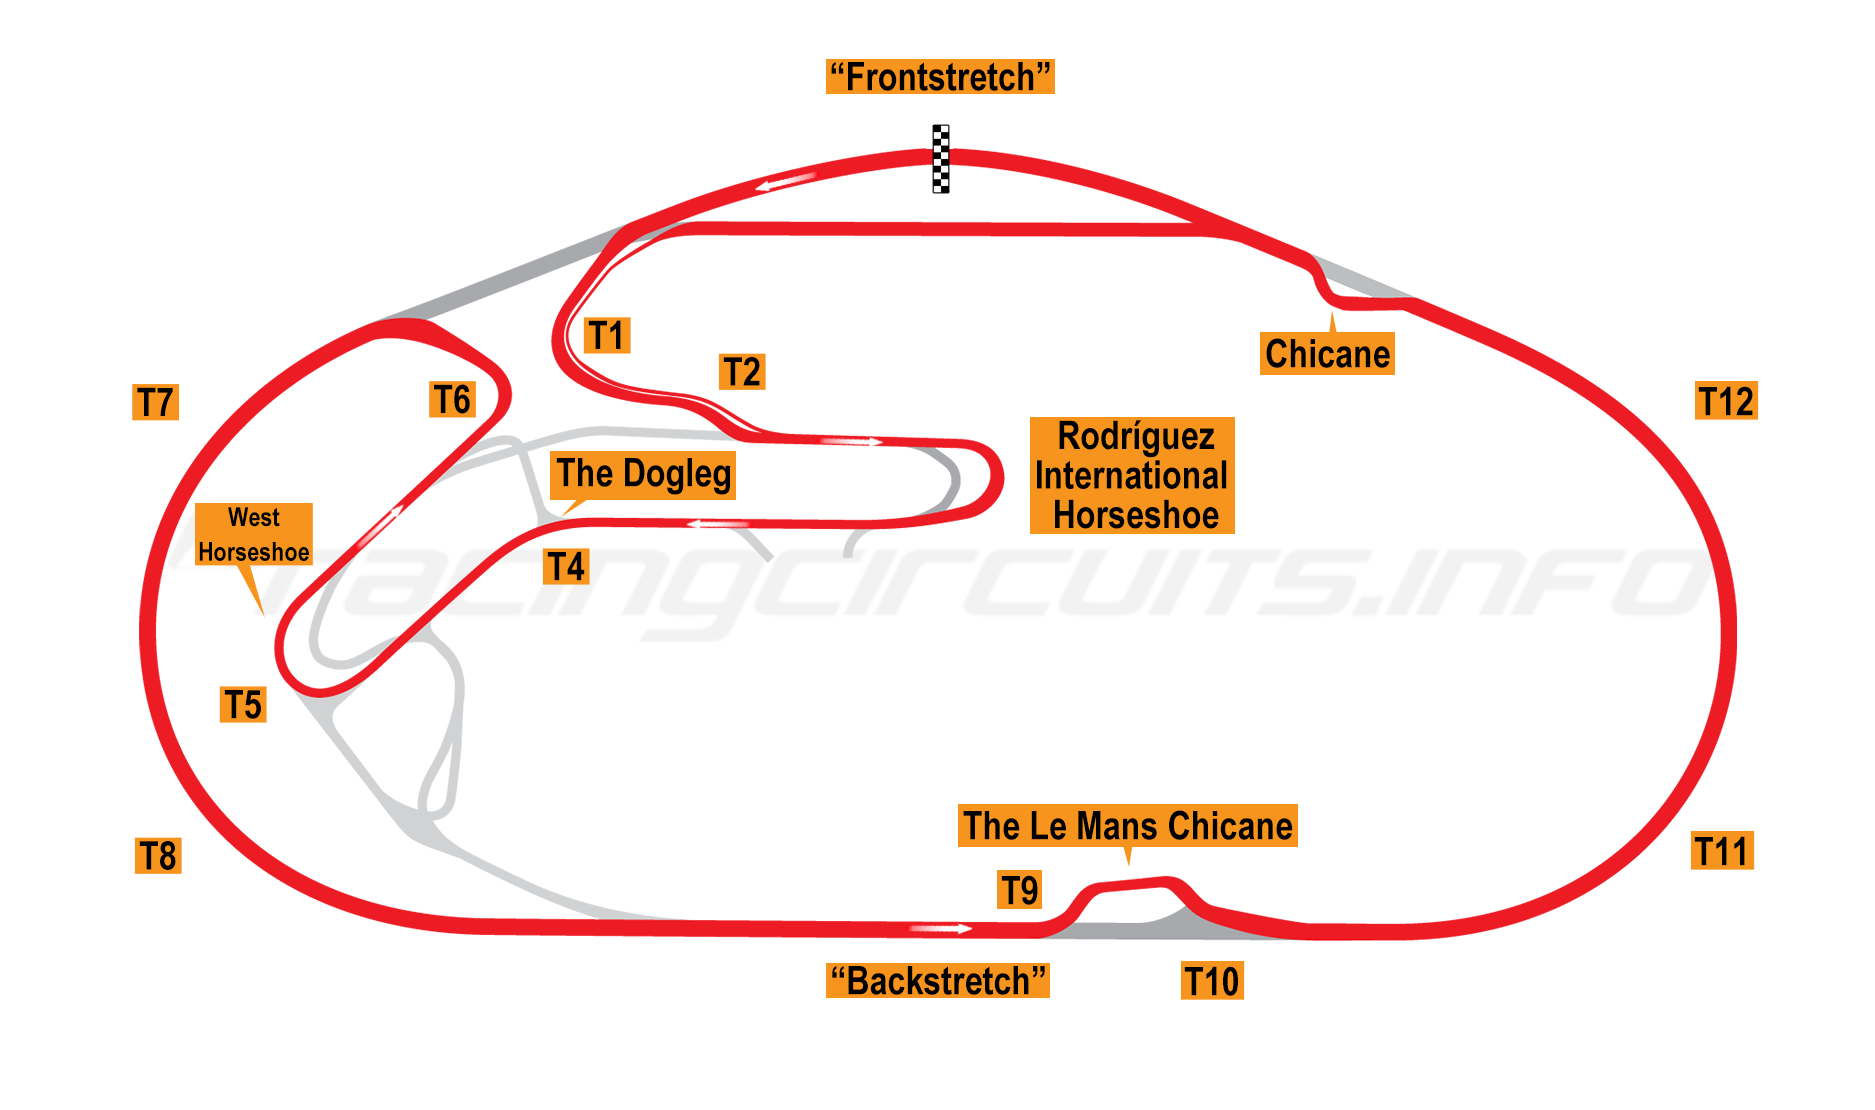 “Frontstretch”
T1
Chicane
T2
T7
T6
T12
Rodríguez
International
Horseshoe
The Dogleg
West
Horseshoe
T4
racingcircuits.info
T5
The Le Mans Chicane
T8
T11
T9
“Backstretch”
T10